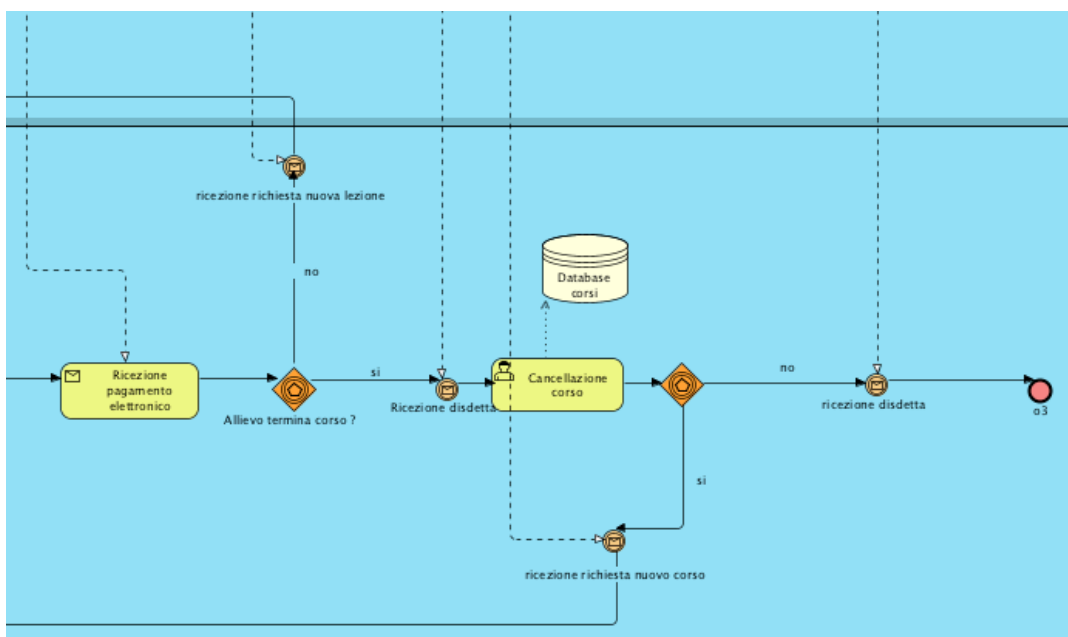 ricezione richiesta nuova lezione
no
Database
corsi
Ricezione
pagamento
elettronico
Allievo termina corso ?
si
Ricezione disdetta
Cancellazione
corso
no
ricezione disdetta
o3
si
ricezione richiesta nuovo corso